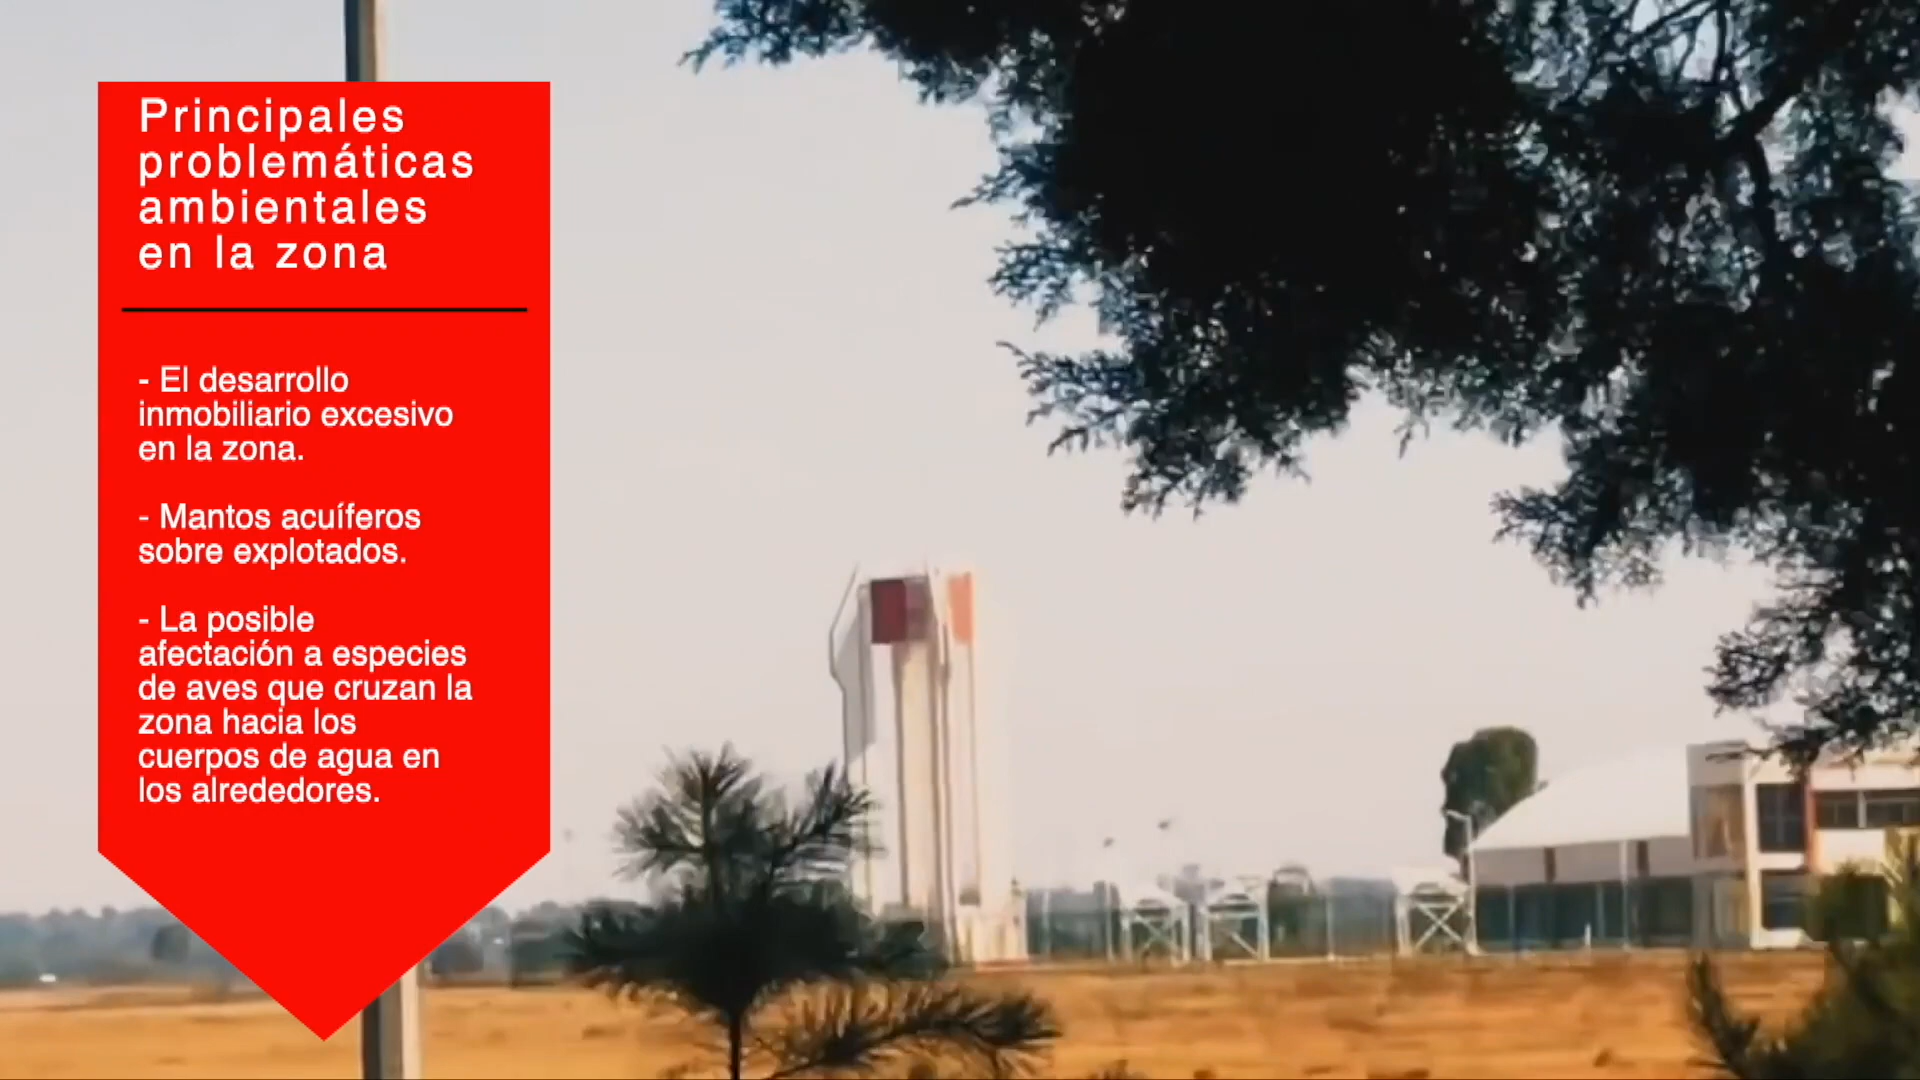 Principales
problemáticas
ambientales
en la zona
- El desarrollo
inmobiliario excesivo
en la zona.
- Mantos acuíferos
sobre explotados.
- La posible
afectación a especies
de aves que cruzan la
zona hacia los
cuerpos de agua en
los alrededores.